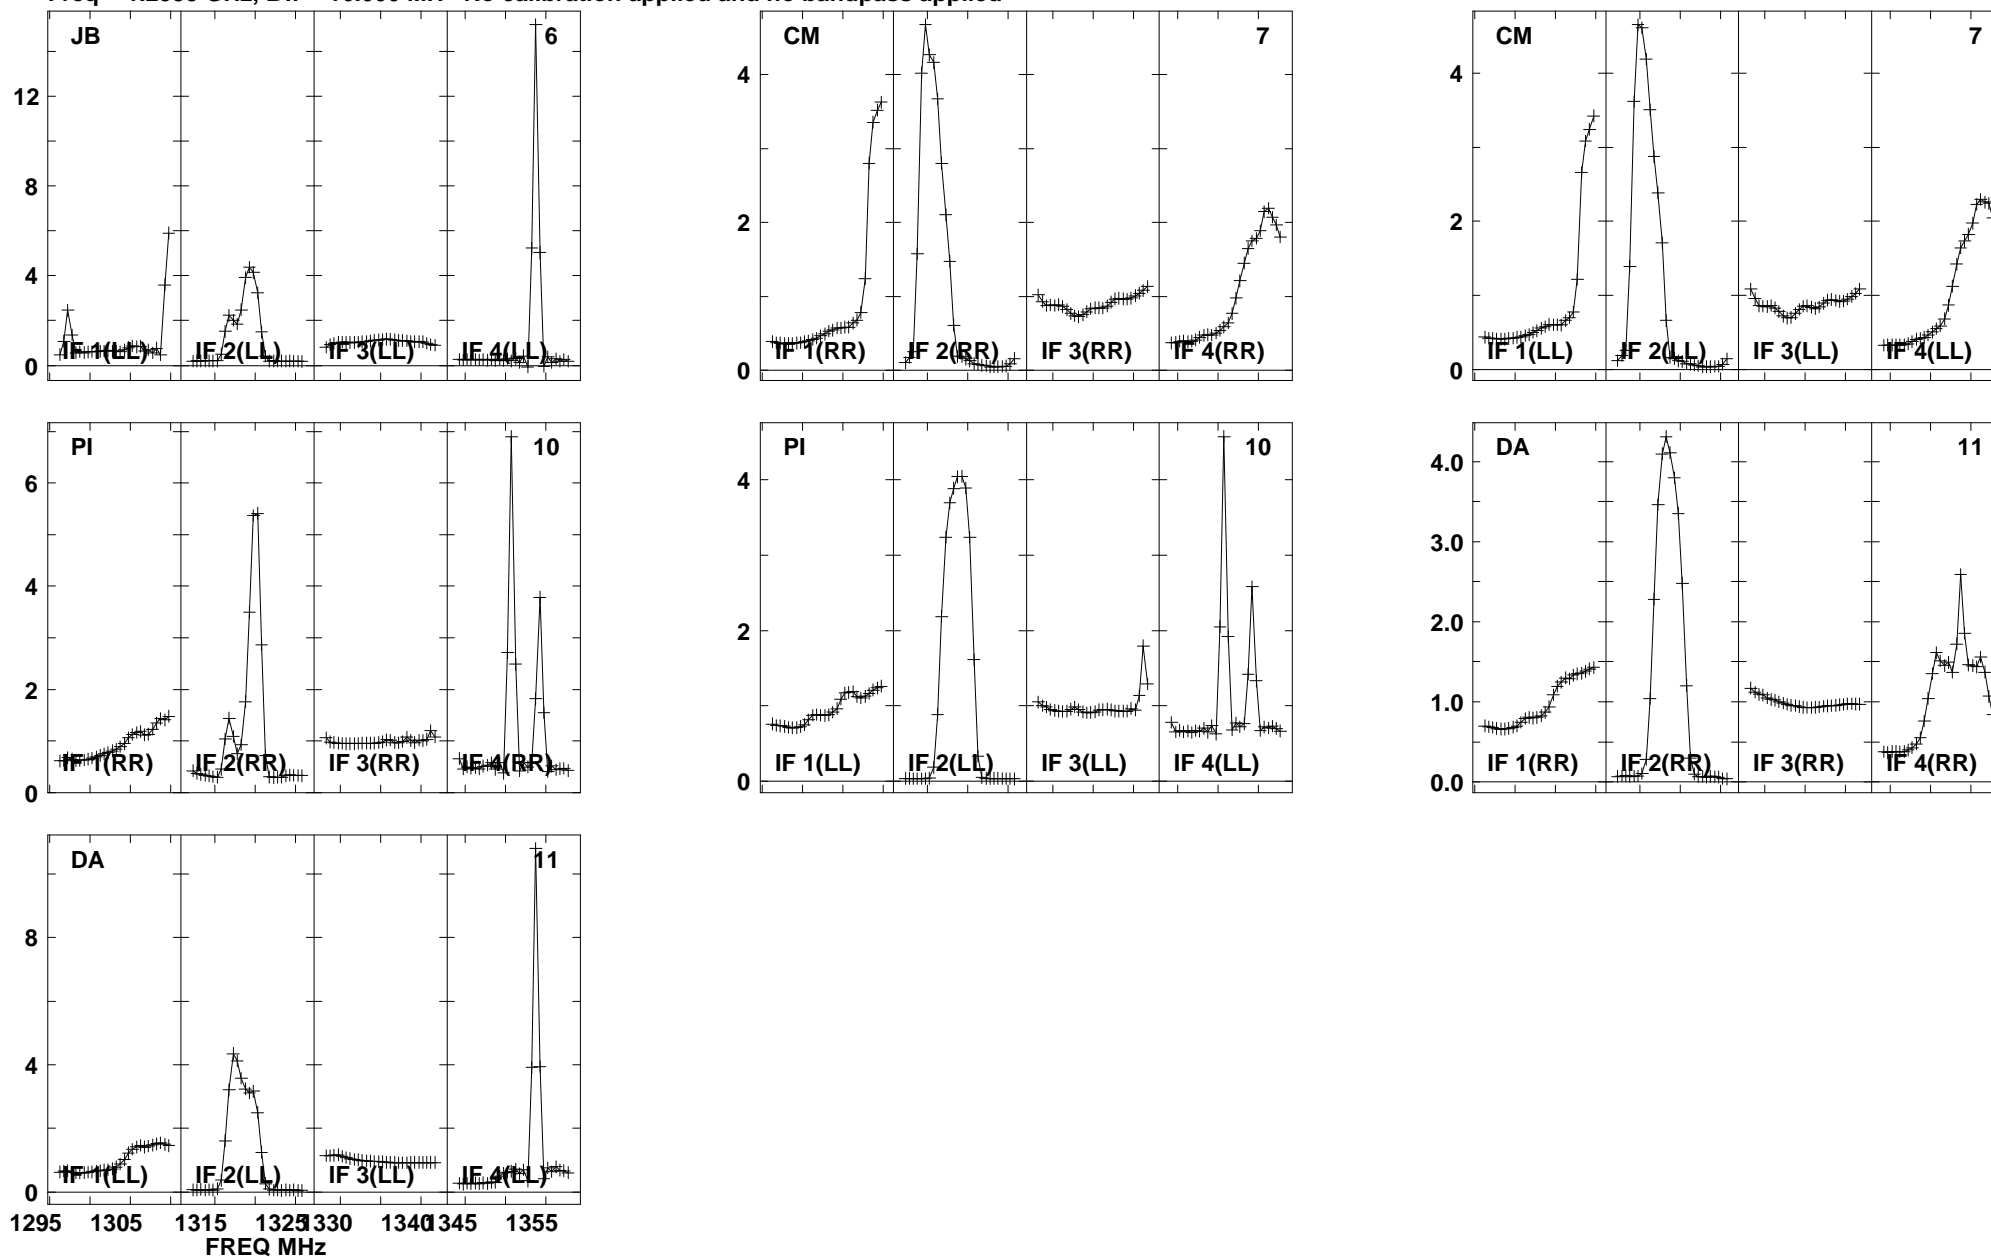 JB 6
12
8
4
0
IF 1(LL) IF 2(LL) IF 3(LL) IF 4(LL)
CM 7
4
2
0
IF 1(RR) IF 2(RR) IF 3(RR) IF 4(RR)
CM 7
4
2
0
IF 1(LL) IF 2(LL) IF 3(LL) IF 4(LL)
PI 10
6
4
2
0
IF 1(RR) IF 2(RR) IF 3(RR) IF 4(RR)
PI 10
4
2
0
IF 1(LL) IF 2(LL) IF 3(LL) IF 4(LL)
DA 11
4.0
3.0
2.0
1.0
0.0
IF 1(RR) IF 2(RR) IF 3(RR) IF 4(RR)
DA 11
8
4
0
IF 1(LL) IF 2(LL) IF 3(LL) IF 4(LL)
1295 1305 1315 1325 1330 1340 1345 1355
FREQ MHz